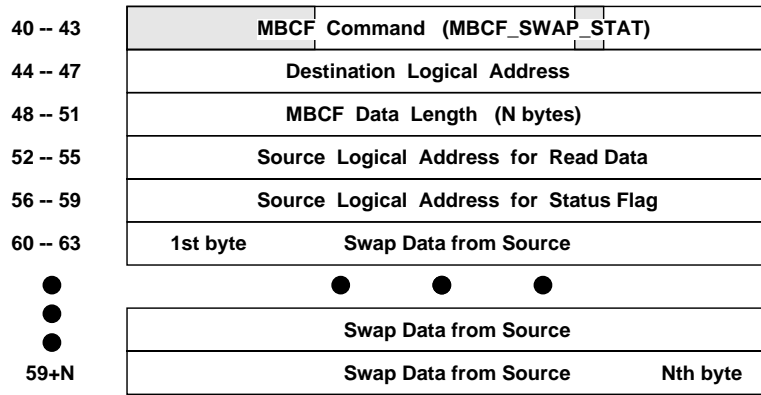 40 -- 43 MBCF Command (MBCF_SWAP_STAT)
44 -- 47 Destination Logical Address
48 -- 51 MBCF Data Length (N bytes)
52 -- 55 Source Logical Address for Read Data
56 -- 59 Source Logical Address for Status Flag
60 -- 63 1st byte Swap Data from Source
Swap Data from Source
59+N Swap Data from Source Nth byte